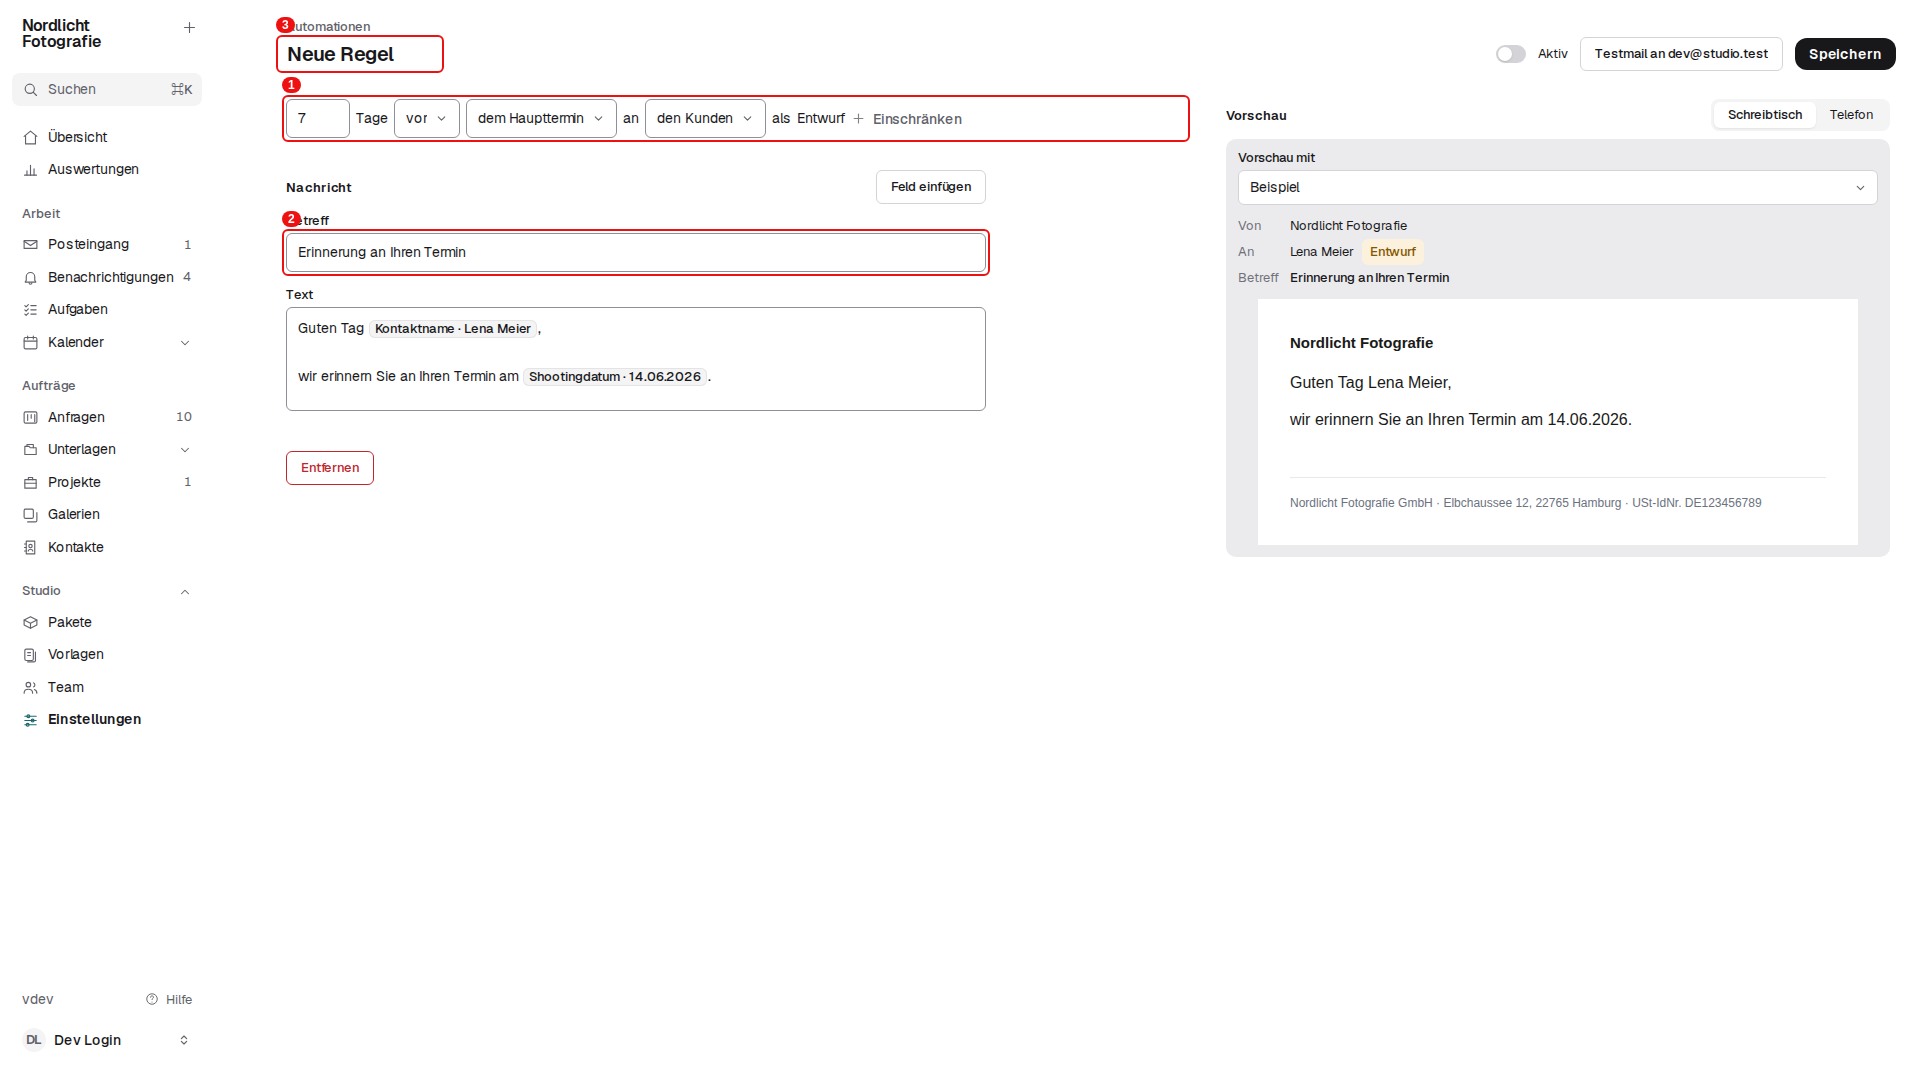 Nordlicht
Fotografie
Suchen ⌘K
Übersicht
Auswertungen
Arbeit
Posteingang 1
Benachrichtigungen 4
Aufgaben
Kalender
Aufträge
Anfragen 10
Unterlagen
Projekte 1
Galerien
Kontakte
Studio
Pakete
Vorlagen
Team
Einstellungen
vdev Hilfe
DL Dev Login
3 utomationen
Neue Regel
Aktiv Testmail an dev@studio.test Speichern
1
7 Tage vor dem Haupttermin an den Kunden als Entwurf + Einschränken
Nachricht Feld einfügen
2 etreff
Erinnerung an Ihren Termin
Text
Guten Tag Kontaktname · Lena Meier ,
wir erinnern Sie an Ihren Termin am Shootingdatum · 14.06.2026 .
Entfernen
Vorschau Schreibtisch Telefon
Vorschau mit
Beispiel
Von Nordlicht Fotografie
An Lena Meier Entwurf
Betreff Erinnerung an Ihren Termin
Nordlicht Fotografie
Guten Tag Lena Meier,
wir erinnern Sie an Ihren Termin am 14.06.2026.
Nordlicht Fotografie GmbH · Elbchaussee 12, 22765 Hamburg · USt-IdNr. DE123456789